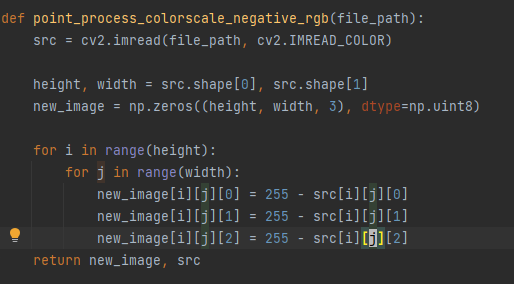 def point_process_colorscale_negative_rgb(file_path):
    src = cv2.imread(file_path, cv2.IMREAD_COLOR)

    height, width = src.shape[0], src.shape[1]
    new_image = np.zeros((height, width, 3), dtype=np.uint8)

    for i in range(height):
        for j in range(width):
            new_image[i][j][0] = 255 - src[i][j][0]
            new_image[i][j][1] = 255 - src[i][j][1]
            new_image[i][j][2] = 255 - src[i][j][2]
    return new_image, src